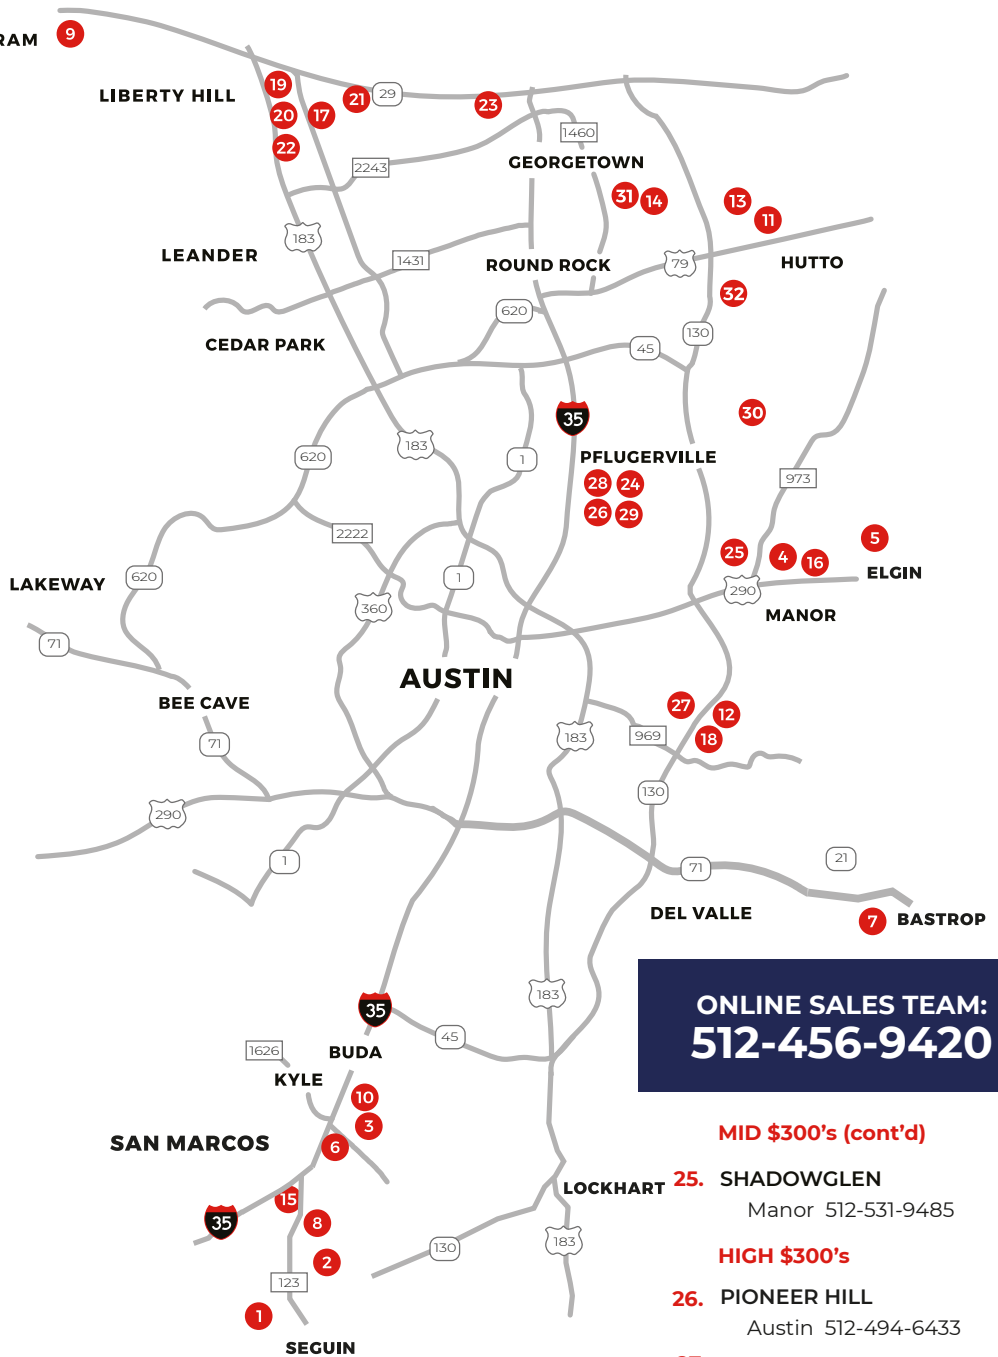 RAM
9
LIBERTY HILL
19
21
29
23
20
17
22
1460
2243
GEORGETOWN
31
14
13
11
183
LEANDER
1431
ROUND ROCK
79
HUTTO
32
620
130
CEDAR PARK
45
30
35
183
620
1
PFLUGERVILLE
973
28
24
26
29
2222
25
4
16
5
ELGIN
LAKEWAY
620
1
290
360
MANOR
71
AUSTIN
BEE CAVE
27
12
71
183
969
18
130
290
1
21
71
DEL VALLE
7
BASTROP
ONLINE SALES TEAM:
512-456-9420
183
35
45
1626
BUDA
KYLE
10
3
SAN MARCOS
6
MID $300's (cont'd)
LOCKHART
25. SHADOWGLEN
Manor 512-531-9485
15
35
8
183
130
2
HIGH $300's
123
26. PIONEER HILL
1
Austin 512-494-6433
SEGUIN